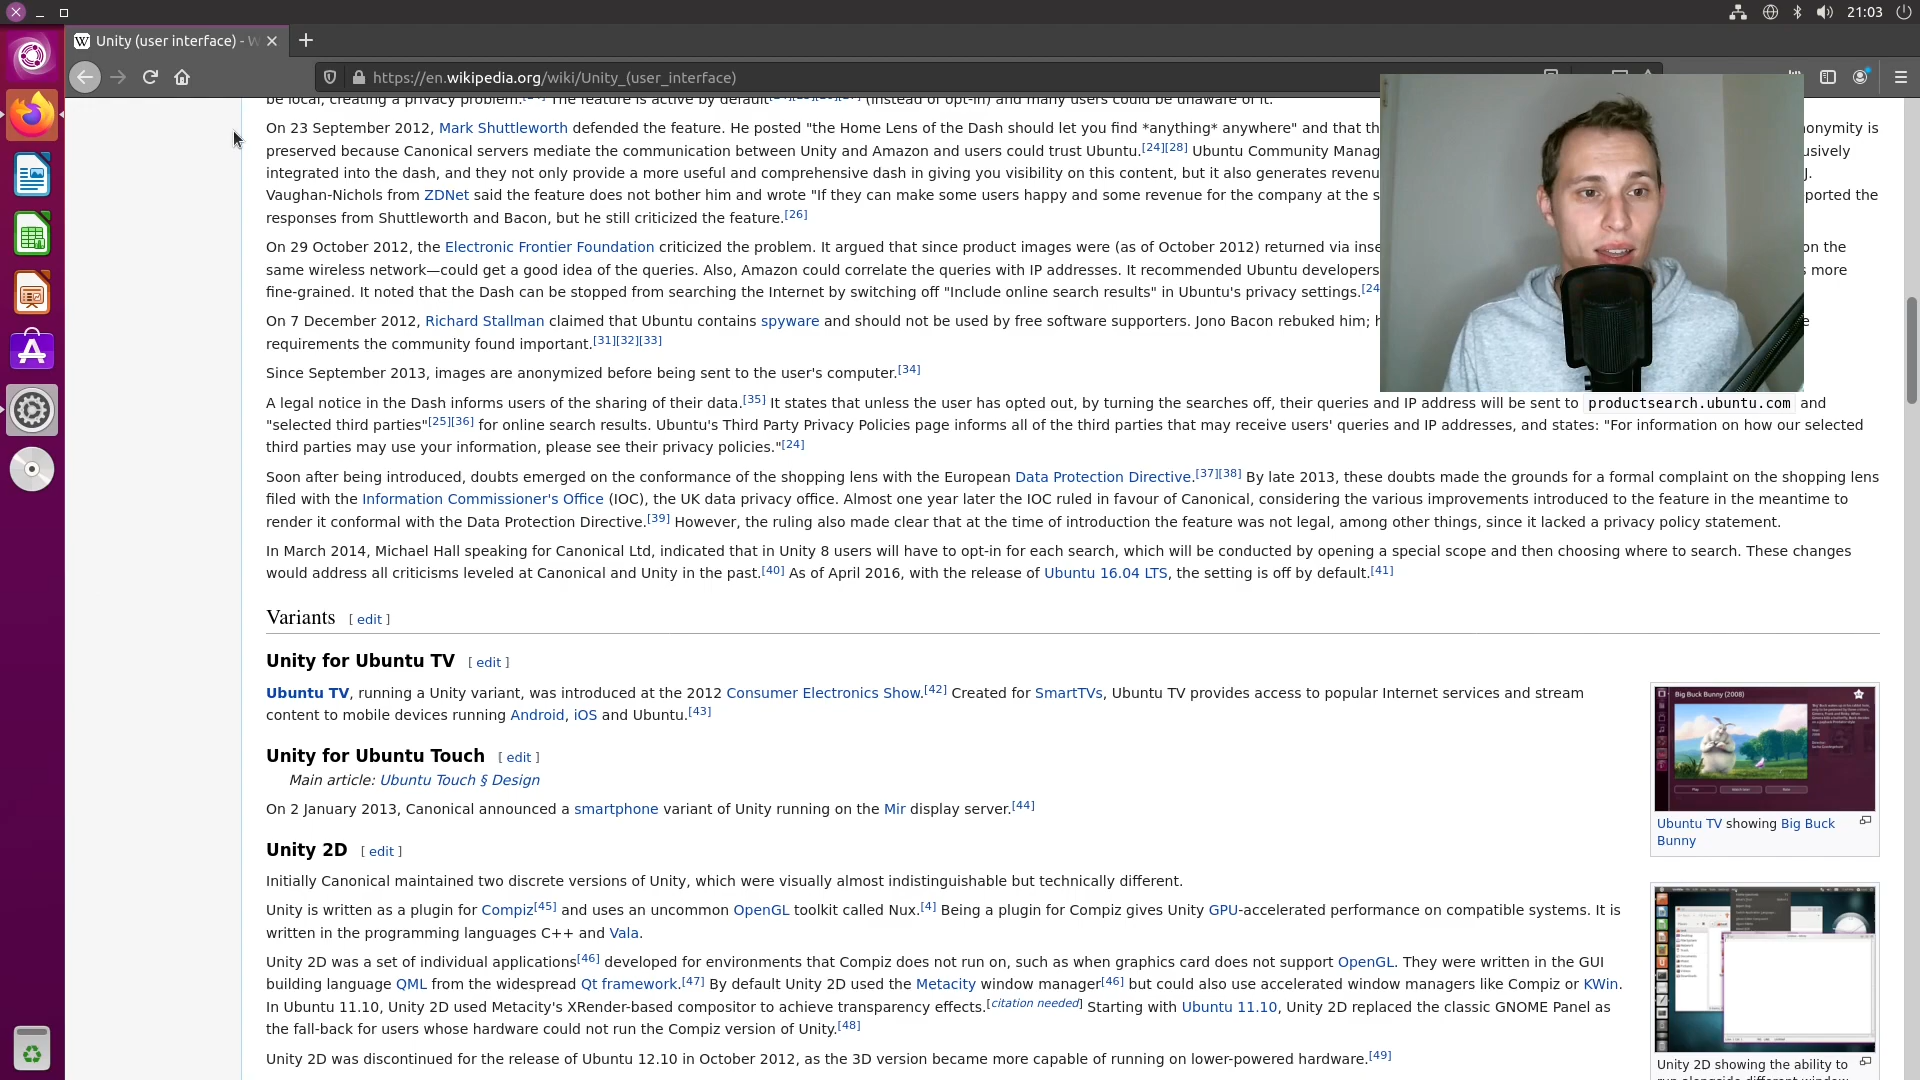 21:03
Unity (user interface) - W
https://en.wikipedia.org/wiki/Unity_(user_interface)
be local, creating a privacy problem. The feature is active by default (instead of opt-in) and many users could be unaware of it.
On 23 September 2012, Mark Shuttleworth defended the feature. He posted "the Home Lens of the Dash should let you find *anything* anywhere" and that th onymity is
preserved because Canonical servers mediate the communication between Unity and Amazon and users could trust Ubuntu.[24][28] Ubuntu Community Manag usively
integrated into the dash, and they not only provide a more useful and comprehensive dash in giving you visibility on this content, but it also generates revenu J.
Vaughan-Nichols from ZDNet said the feature does not bother him and wrote "If they can make some users happy and some revenue for the company at the s ported the
responses from Shuttleworth and Bacon, but he still criticized the feature.[26]
On 29 October 2012, the Electronic Frontier Foundation criticized the problem. It argued that since product images were (as of October 2012) returned via inse on the
same wireless network—could get a good idea of the queries. Also, Amazon could correlate the queries with IP addresses. It recommended Ubuntu developers s more
fine-grained. It noted that the Dash can be stopped from searching the Internet by switching off "Include online search results" in Ubuntu's privacy settings.[24
On 7 December 2012, Richard Stallman claimed that Ubuntu contains spyware and should not be used by free software supporters. Jono Bacon rebuked him; h e
requirements the community found important.[31][32][33]
Since September 2013, images are anonymized before being sent to the user's computer.[34]
A legal notice in the Dash informs users of the sharing of their data.[35] It states that unless the user has opted out, by turning the searches off, their queries and IP address will be sent to productsearch.ubuntu.com and
"selected third parties"[25][36] for online search results. Ubuntu's Third Party Privacy Policies page informs all of the third parties that may receive users' queries and IP addresses, and states: "For information on how our selected
third parties may use your information, please see their privacy policies."[24]
Soon after being introduced, doubts emerged on the conformance of the shopping lens with the European Data Protection Directive.[37][38] By late 2013, these doubts made the grounds for a formal complaint on the shopping lens
filed with the Information Commissioner's Office (IOC), the UK data privacy office. Almost one year later the IOC ruled in favour of Canonical, considering the various improvements introduced to the feature in the meantime to
render it conformal with the Data Protection Directive.[39] However, the ruling also made clear that at the time of introduction the feature was not legal, among other things, since it lacked a privacy policy statement.
In March 2014, Michael Hall speaking for Canonical Ltd, indicated that in Unity 8 users will have to opt-in for each search, which will be conducted by opening a special scope and then choosing where to search. These changes
would address all criticisms leveled at Canonical and Unity in the past.[40] As of April 2016, with the release of Ubuntu 16.04 LTS, the setting is off by default.[41]
Variants [ edit ]
Unity for Ubuntu TV [ edit ]
Ubuntu TV, running a Unity variant, was introduced at the 2012 Consumer Electronics Show.[42] Created for SmartTVs, Ubuntu TV provides access to popular Internet services and stream
content to mobile devices running Android, iOS and Ubuntu.[43]
Big Buck Bunny (2008)
Ubuntu TV showing Big Buck
Bunny
Unity for Ubuntu Touch [ edit ]
Main article: Ubuntu Touch § Design
On 2 January 2013, Canonical announced a smartphone variant of Unity running on the Mir display server.[44]
Unity 2D [ edit ]
Initially Canonical maintained two discrete versions of Unity, which were visually almost indistinguishable but technically different.
Unity is written as a plugin for Compiz[45] and uses an uncommon OpenGL toolkit called Nux.[4] Being a plugin for Compiz gives Unity GPU-accelerated performance on compatible systems. It is
written in the programming languages C++ and Vala.
Unity 2D was a set of individual applications[46] developed for environments that Compiz does not run on, such as when graphics card does not support OpenGL. They were written in the GUI
building language QML from the widespread Qt framework.[47] By default Unity 2D used the Metacity window manager[46] but could also use accelerated window managers like Compiz or KWin.
In Ubuntu 11.10, Unity 2D used Metacity's XRender-based compositor to achieve transparency effects.[citation needed] Starting with Ubuntu 11.10, Unity 2D replaced the classic GNOME Panel as
the fall-back for users whose hardware could not run the Compiz version of Unity.[48]
Unity 2D was discontinued for the release of Ubuntu 12.10 in October 2012, as the 3D version became more capable of running on lower-powered hardware.[49]
Unity 2D showing the ability to